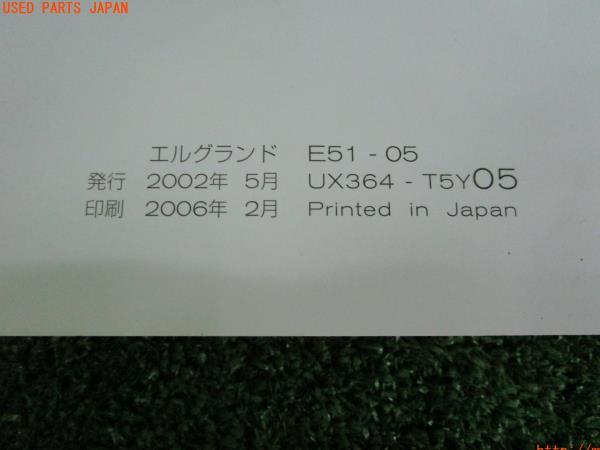 USED PARTS JAPAN
エルグランド E51 - 05
発行 2002年 5月 UX364 - T5Y05
印刷 2006年 2月 Printed in Japan